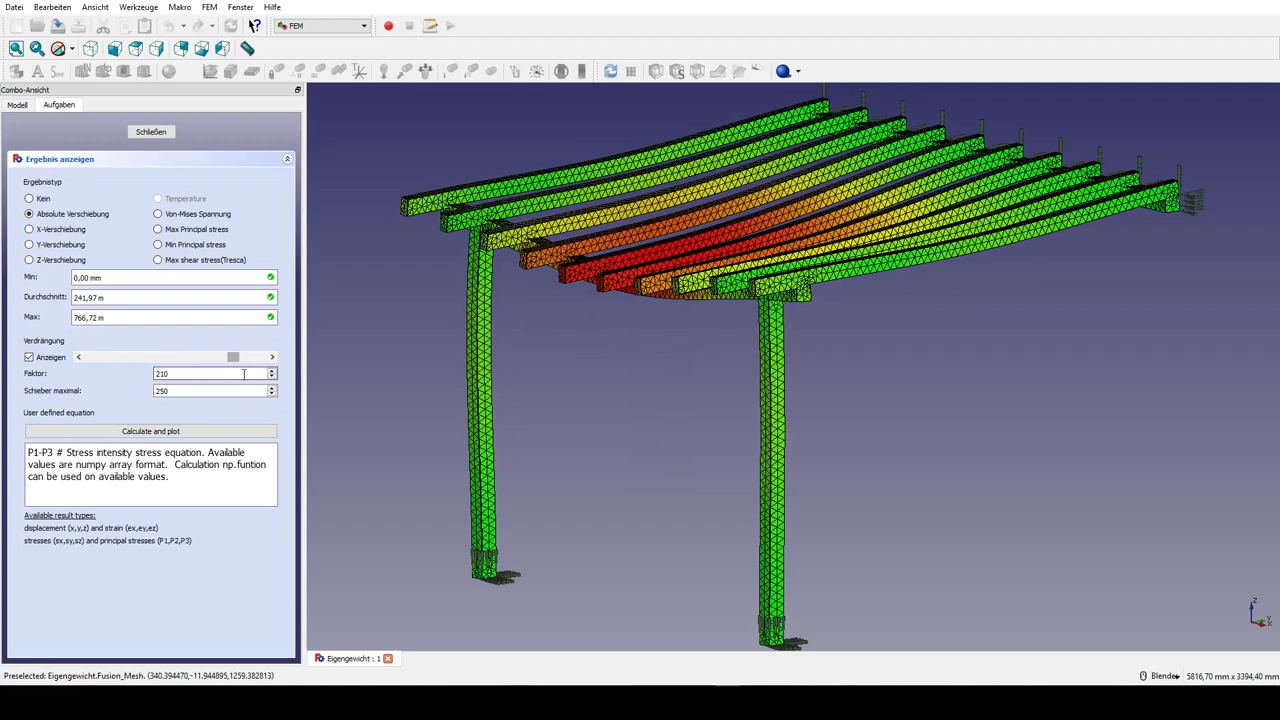 Datei Bearbeiten Ansicht Werkzeuge Makro FEM Fenster Hilfe
FEM
Combo-Ansicht
Modell Aufgaben
Schließen
Ergebnis anzeigen
Ergebnistyp
Kein Temperature
Absolute Verschiebung Von-Mises Spannung
X-Verschiebung Max Principal stress
Y-Verschiebung Min Principal stress
Z-Verschiebung Max shear stress(Tresca)
Min: 0,00 mm
Durchschnitt: 241,97 m
Max: 766,72 m
Verdrängung
Anzeigen
Faktor: 210
Schieber maximal: 250
User defined equation
Calculate and plot
P1-P3 # Stress intensity stress equation. Available
values are numpy array format. Calculation np.funtion
can be used on available values.
Available result types:
displacement (x,y,z) and strain (ex,ey,ez)
stresses (sx,sy,sz) and principal stresses (P1,P2,P3)
Z
Eigengewicht : 1
Preselected: Eigengewicht.Fusion_Mesh. (340.394470, -11.944895,1259.382813) Blender 5816,70 mm x 3394,40 mm